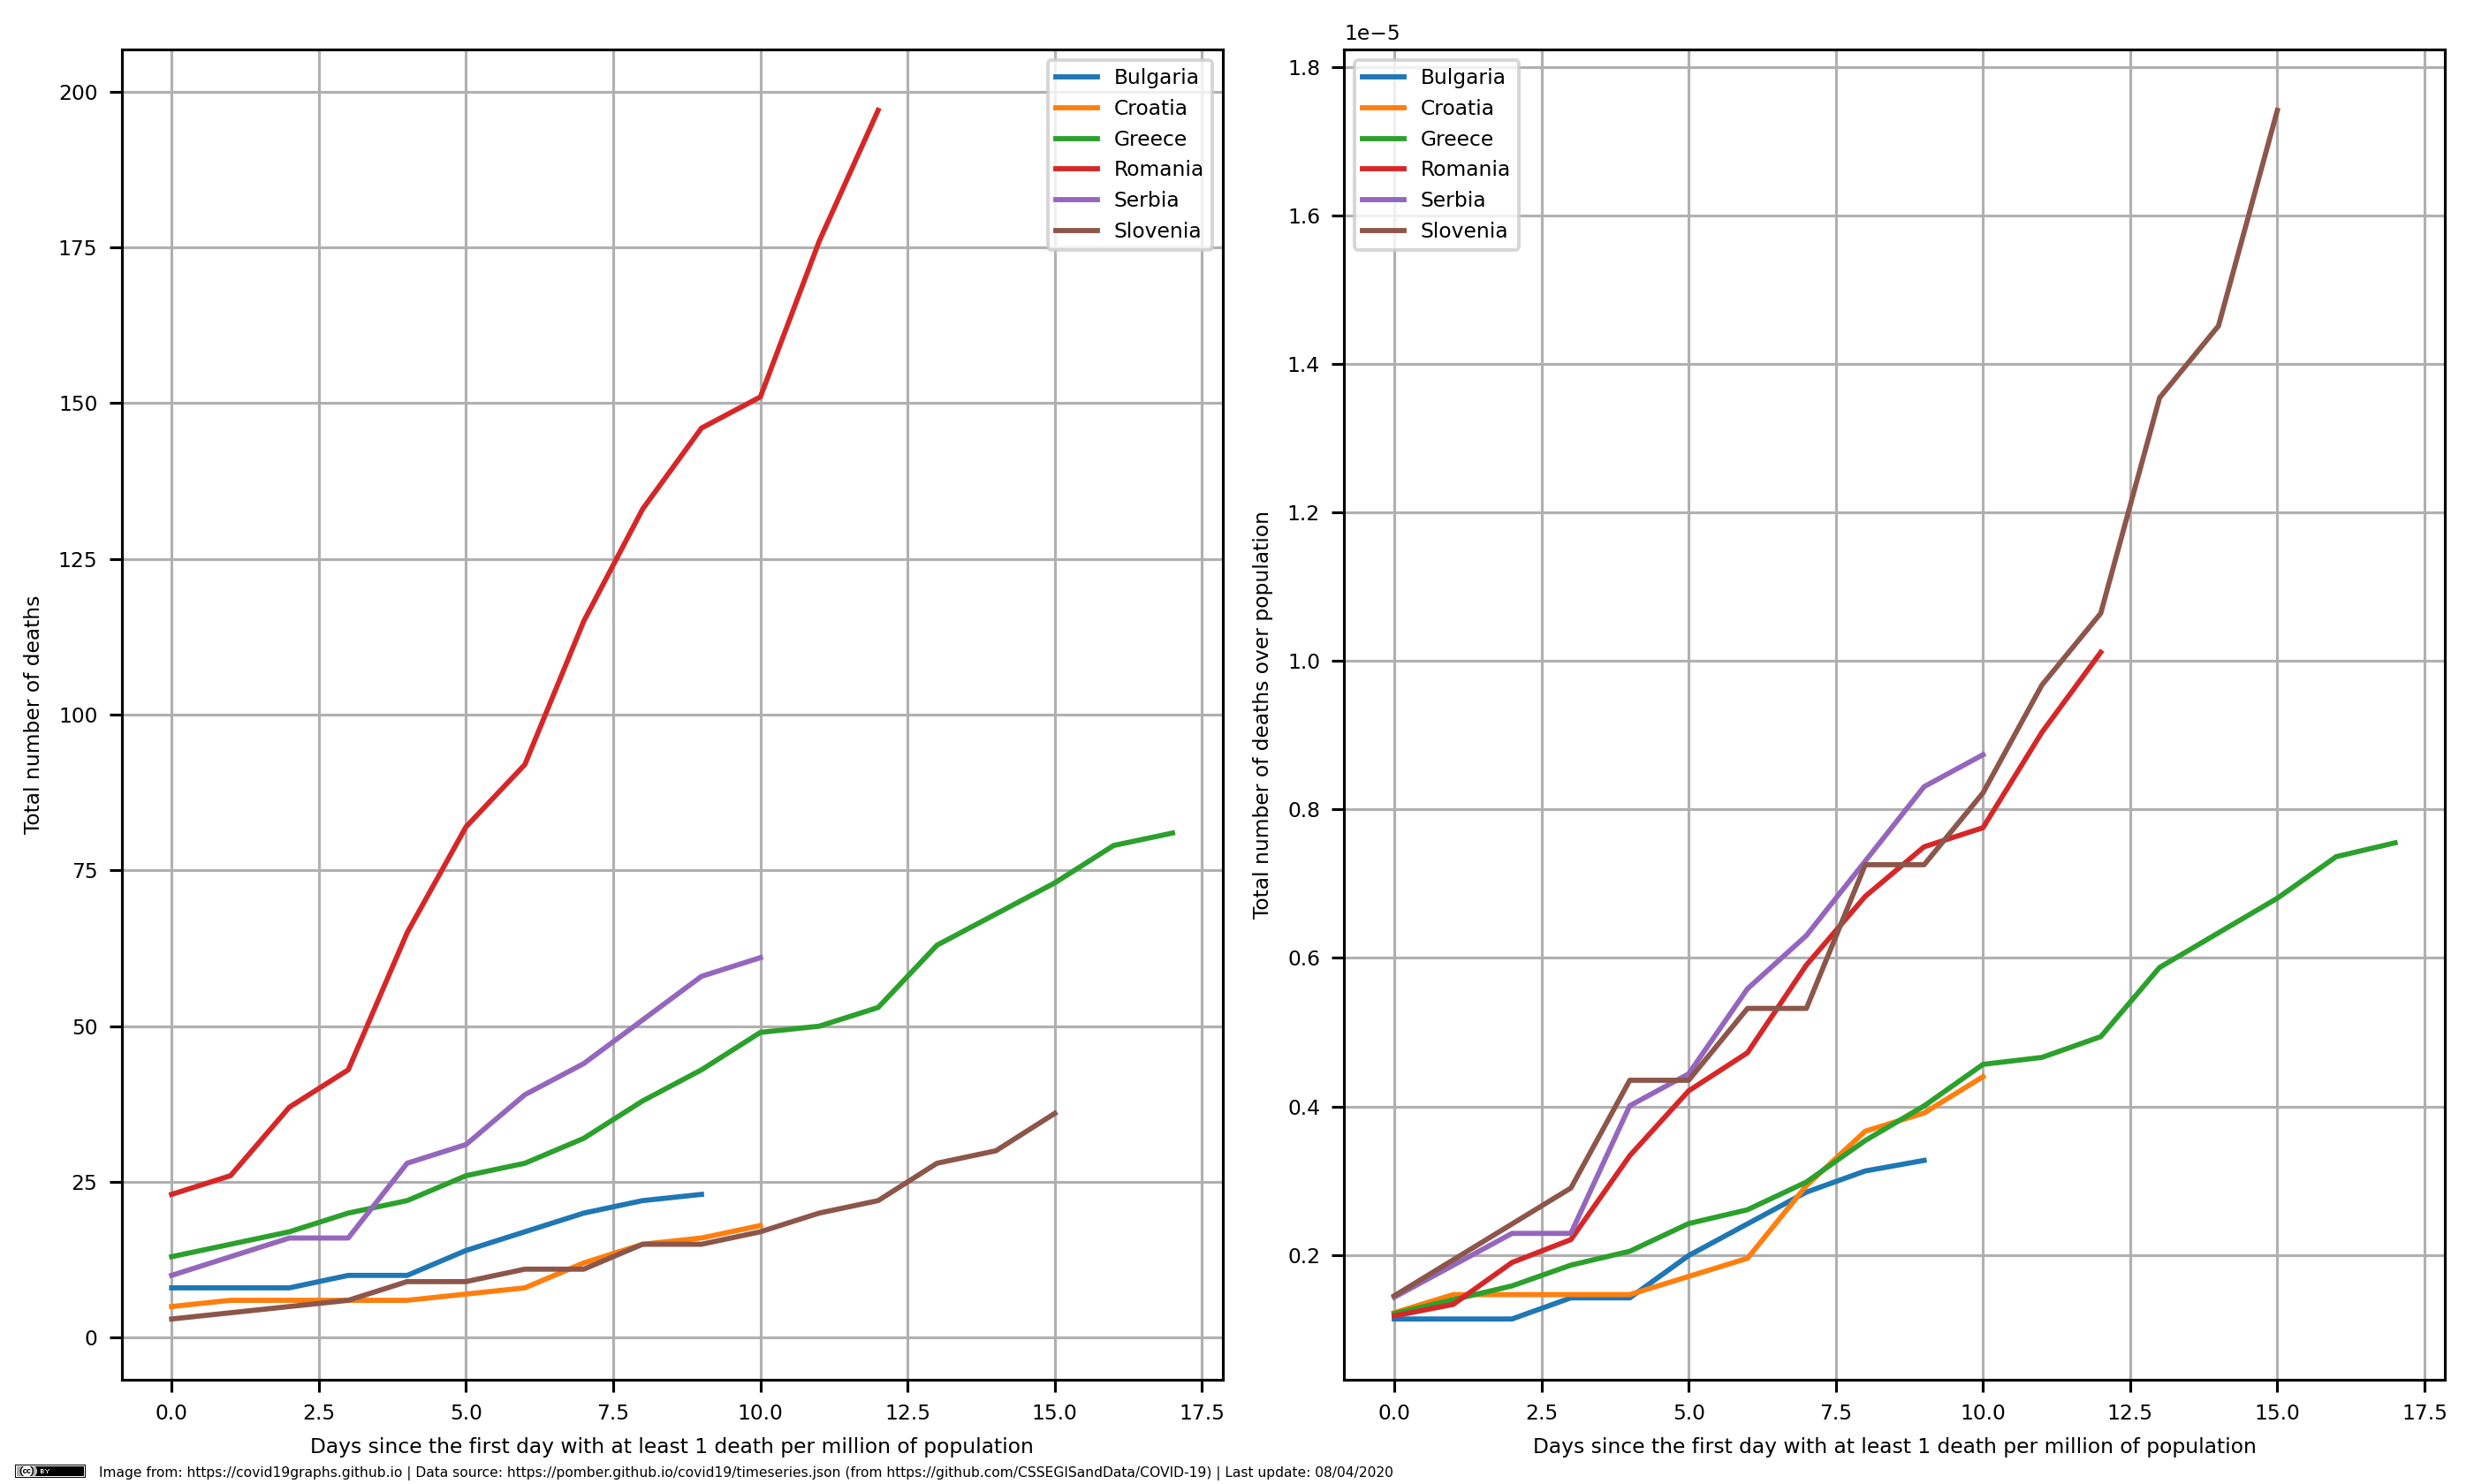 200
175
150
125
100
75
50
25
0
Total number of deaths
0.0 2.5 5.0 7.5 10.0 12.5 15.0 17.5
Days since the first day with at least 1 death per million of population
Bulgaria
Croatia
Greece
Romania
Serbia
Slovenia
1e−5
1.8
1.6
1.4
1.2
1.0
0.8
0.6
0.4
0.2
Total number of deaths over population
0.0 2.5 5.0 7.5 10.0 12.5 15.0 17.5
Days since the first day with at least 1 death per million of population
Bulgaria
Croatia
Greece
Romania
Serbia
Slovenia
(cc) BY Image from: https://covid19graphs.github.io | Data source: https://pomber.github.io/covid19/timeseries.json (from https://github.com/CSSEGISandData/COVID-19) | Last update: 08/04/2020